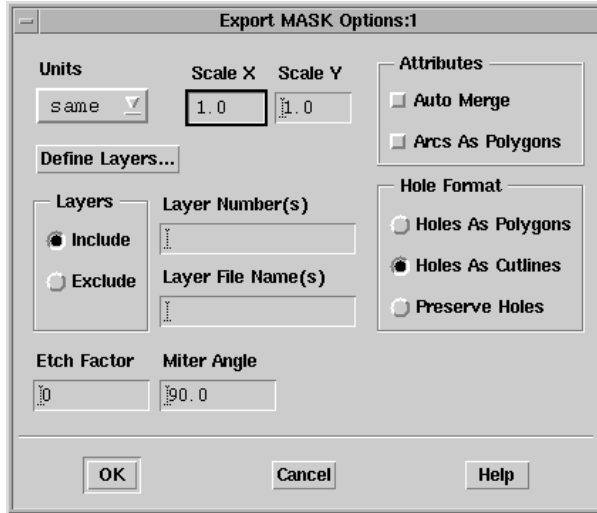 Export MASK Options:1
Units
Scale X
Scale Y
same
1.0
1.0
Attributes
Auto Merge
Arcs As Polygons
Define Layers...
Layers
Include
Exclude
Layer Number(s)
Layer File Name(s)
Hole Format
Holes As Polygons
Holes As Cutlines
Preserve Holes
Etch Factor
Miter Angle
0
90.0
OK
Cancel
Help